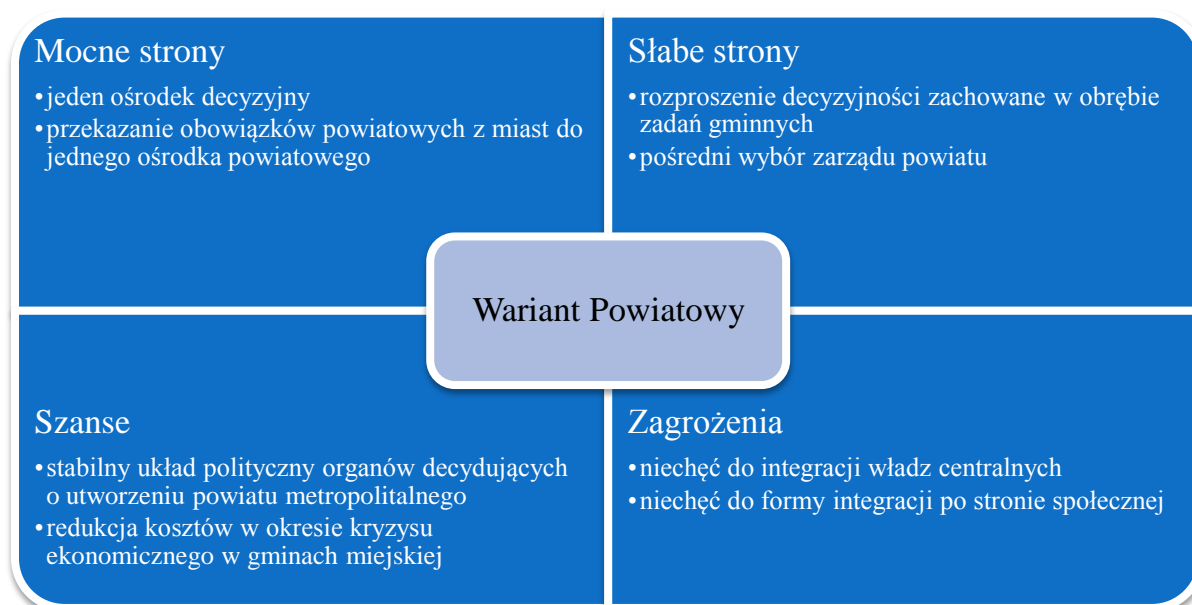 Mocne strony
•jeden ośrodek decyzyjny
•przekazanie obowiązków powiatowych z miast do
jednego ośrodka powiatowego
Słabe strony
•rozproszenie decyzyjności zachowane w obrębie
zadań gminnych
•pośredni wybór zarządu powiatu
Wariant Powiatowy
Szanse
•stabilny układ polityczny organów decydujących
o utworzeniu powiatu metropolitalnego
•redukcja kosztów w okresie kryzysu
ekonomicznego w gminach miejskiej
Zagrożenia
•niechęć do integracji władz centralnych
•niechęć do formy integracji po stronie społecznej